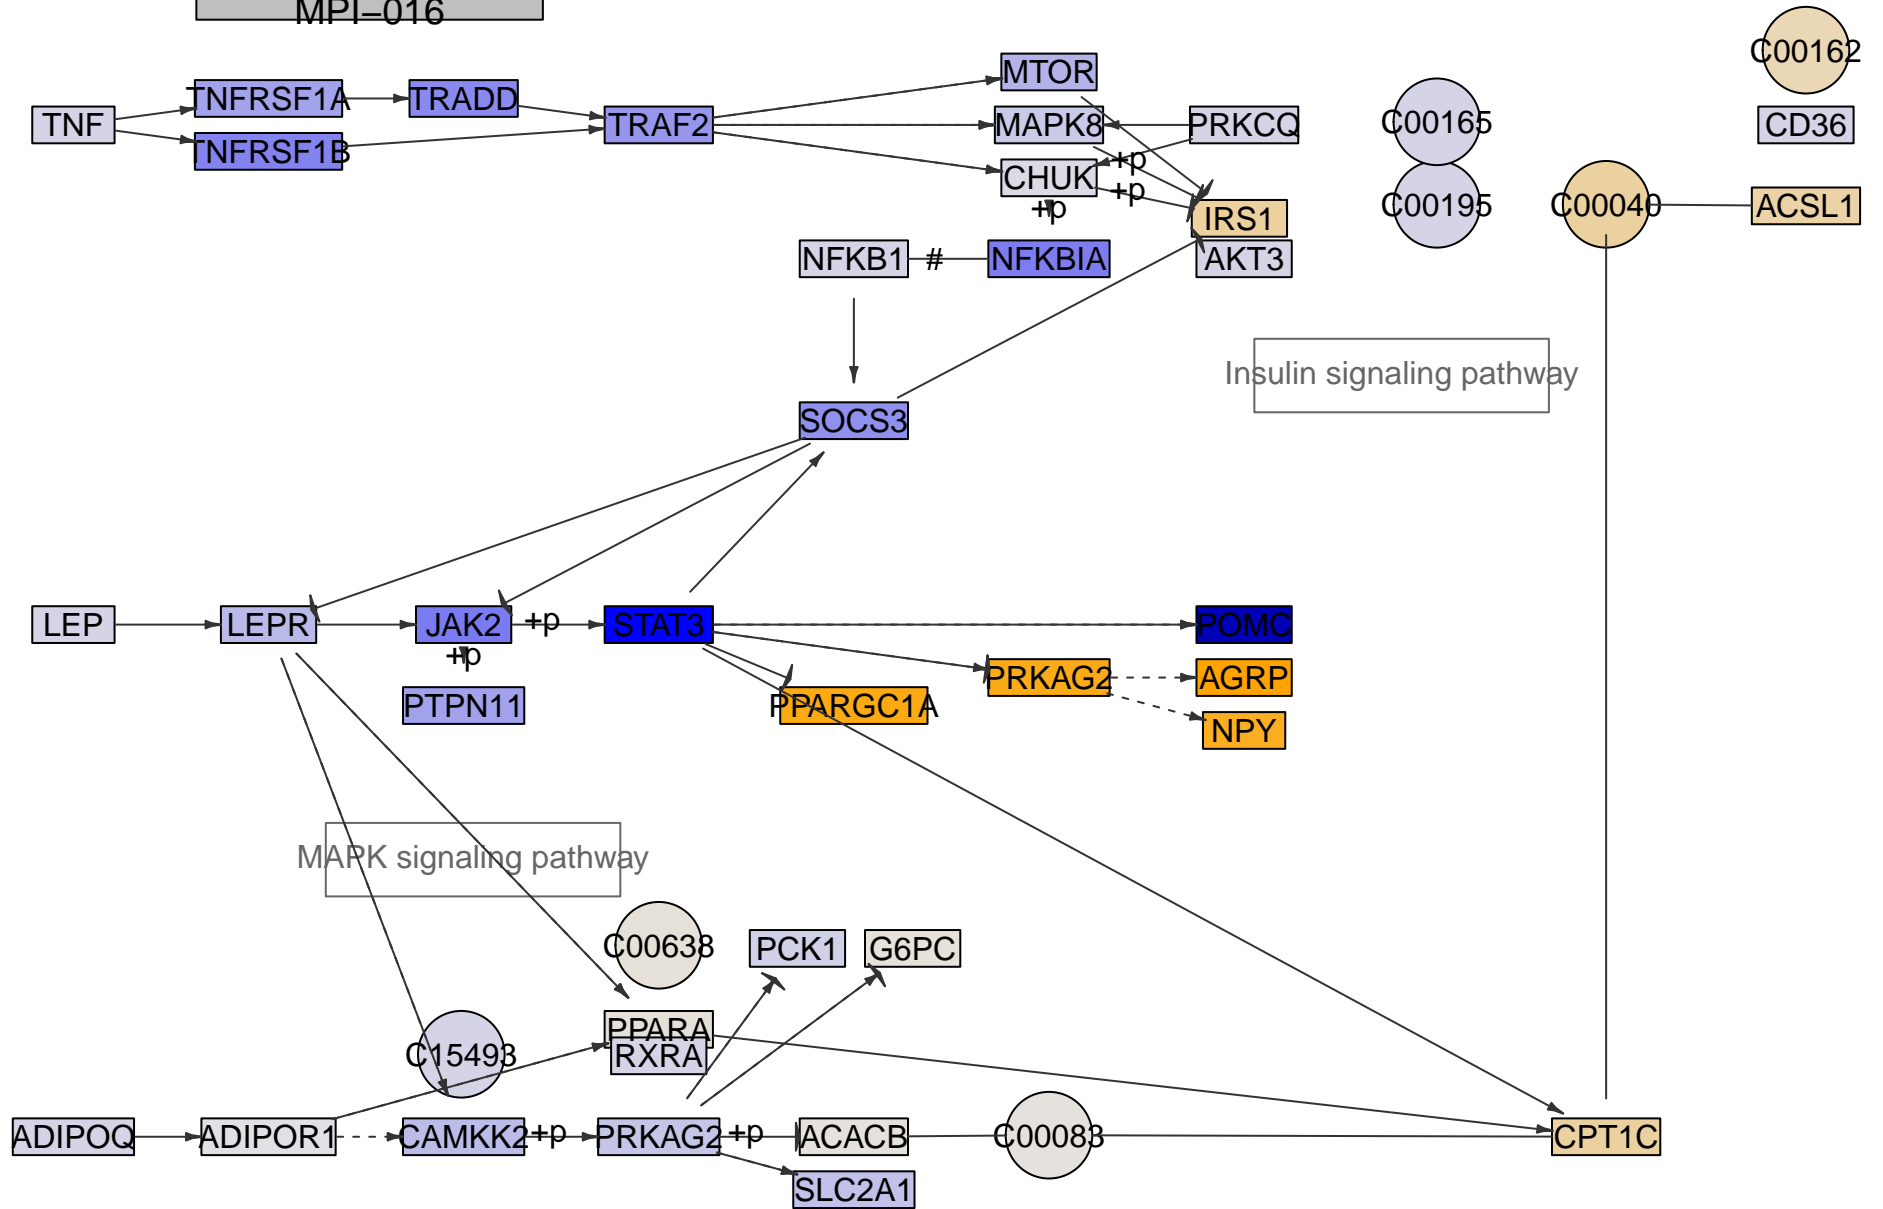 MPI−016
C00162
TNFRSF1A
TRADD
MTOR
TNF
TRAF2
MAPK8
PRKCQ
C00165
CD36
TNFRSF1B
CHUK
+p
+p
+p
IRS1
C00195
C00040
ACSL1
NFKB1
#
NFKBIA
AKT3
Insulin signaling pathway
SOCS3
LEP
LEPR
JAK2
+p
STAT3
POMC
+p
PTPN11
PPARGC1A
PRKAG2
AGRP
NPY
MAPK signaling pathway
C00638
PCK1
G6PC
C15493
PPARA
RXRA
ADIPOQ
ADIPOR1
CAMKK2
+p
PRKAG2
+p
ACACB
C00083
CPT1C
SLC2A1